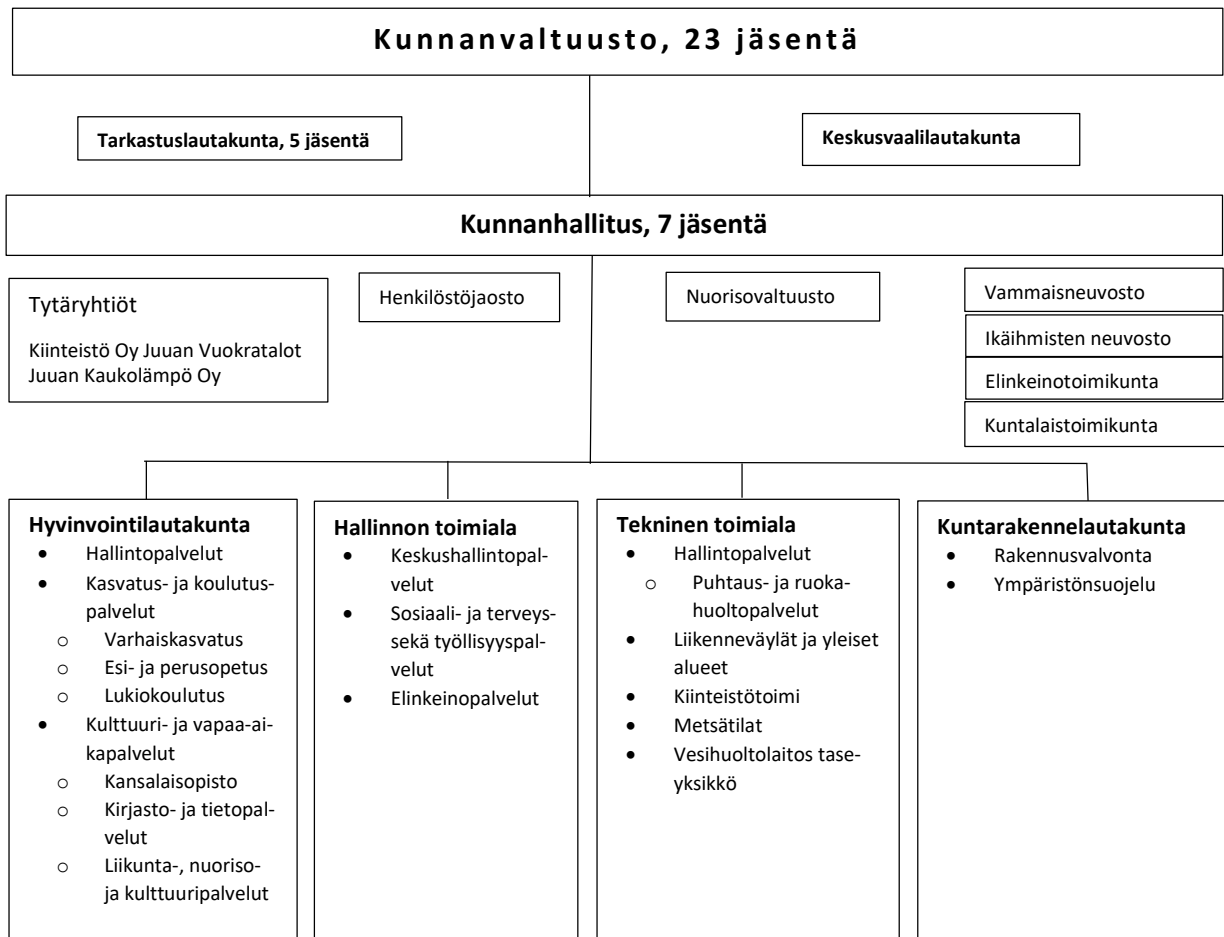 Kunnanvaltuusto, 23 jäsentä
Tarkastuslautakunta, 5 jäsentä
Keskusvaalilautakunta
Kunnanhallitus, 7 jäsentä
Tytäryhtiöt
Kiinteistö Oy Juuan Vuokratalot
Juuan Kaukolämpö Oy
Henkilöstöjaosto
Nuorisovaltuusto
Vammaisneuvosto
Ikäihmisten neuvosto
Elinkeinotoimikunta
Kuntalaistoimikunta
Hyvinvointilautakunta
• Hallintopalvelut
• Kasvatus- ja koulutus-
palvelut
o Varhaiskasvatus
o Esi- ja perusopetus
o Lukiokoulutus
• Kulttuuri- ja vapaa-ai-
kapalvelut
o Kansalaisopisto
o Kirjasto- ja tietopal-
velut
o Liikunta-, nuoriso-
ja kulttuuripalvelut
Hallinnon toimiala
• Keskushallintopal-
velut
• Sosiaali- ja terveys-
sekä työllisyyspal-
velut
• Elinkeinopalvelut
Tekninen toimiala
• Hallintopalvelut
o Puhtaus- ja ruoka-
huoltopalvelut
• Liikenneväylät ja yleiset
alueet
• Kiinteistötoimi
• Metsätilat
• Vesihuoltolaitos tase-
yksikkö
Kuntarakennelautakunta
• Rakennusvalvonta
• Ympäristönsuojelu